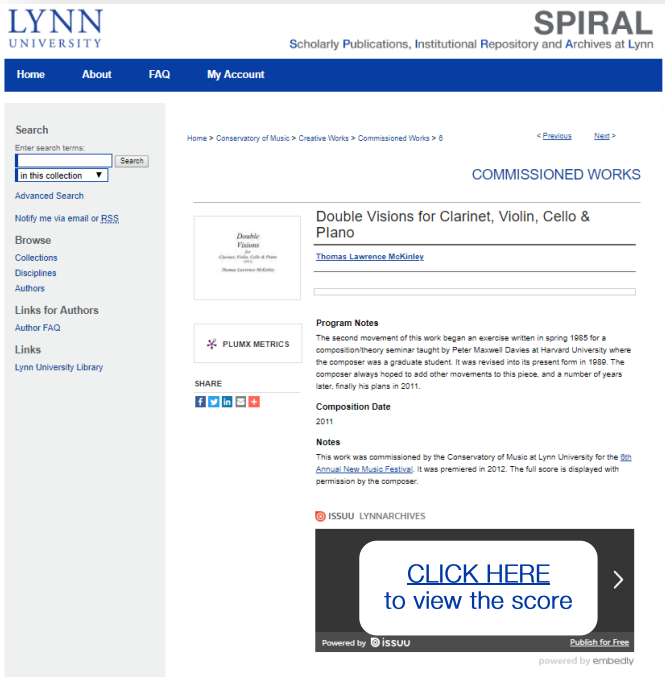 LYNN
UNIVERSITY
SPIRAL
Scholarly Publications, Institutional Repository and Archives at Lynn
Home About FAQ My Account
Search
Enter search terms:
Search
in this collection ▼
Advanced Search
Notify me via email or RSS
Browse
Collections
Disciplines
Authors
Links for Authors
Author FAQ
Links
Lynn University Library
Home > Conservatory of Music > Creative Works > Commissioned Works > 6
< Previous Next >
COMMISSIONED WORKS
Double
Visions
for
Clarinet, Violin, Cello & Piano
(2011)
Thomas Lawrence McKinley
PLUMX METRICS
SHARE
Double Visions for Clarinet, Violin, Cello &
Piano
Thomas Lawrence McKinley
Program Notes
The second movement of this work began an exercise written in spring 1985 for a
composition/theory seminar taught by Peter Maxwell Davies at Harvard University where
the composer was a graduate student. It was revised into its present form in 1989. The
composer always hoped to add other movements to this piece, and a number of years
later, finally his plans in 2011.
Composition Date
2011
Notes
This work was commissioned by the Conservatory of Music at Lynn University for the 6th
Annual New Music Festival. It was premiered in 2012. The full score is displayed with
permission by the composer.
ISSUU LYNNARCHIVES
CLICK HERE
to view the score
Powered by issuu Publish for Free
powered by embedly